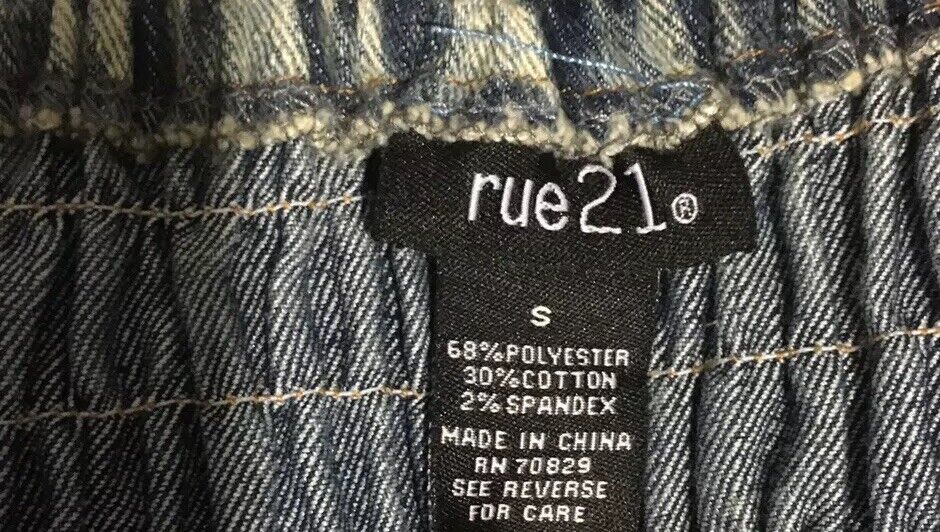 rue21®
S
68%POLYESTER
30%COTTON
2%SPANDEX
MADE IN CHINA
RN 70829
SEE REVERSE
FOR CARE